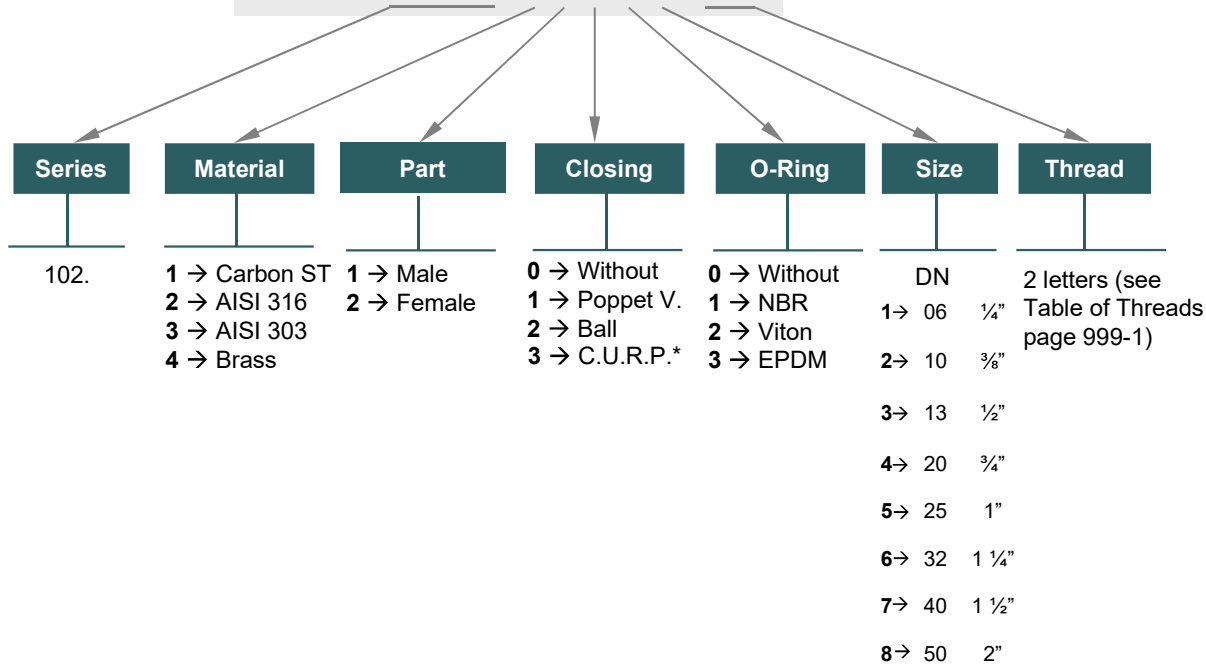 Series Material Part Closing O-Ring Size Thread
102.
1 → Carbon ST
2 → AISI 316
3 → AISI 303
4 → Brass
1 → Male
2 → Female
0 → Without
1 → Poppet V.
2 → Ball
3 → C.U.R.P.*
0 → Without
1 → NBR
2 → Viton
3 → EPDM
DN
1→ 06 ¼”
2→ 10 ⅜”
3→ 13 ½”
4→ 20 ¾”
5→ 25 1”
6→ 32 1 ¼”
7→ 40 1 ½”
8→ 50 2”
2 letters (see
Table of Threads
page 999-1)